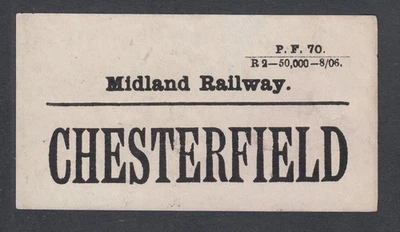 P. F. 70.
R 2—50,000—8/06.
Midland Railway.
CHESTERFIELD